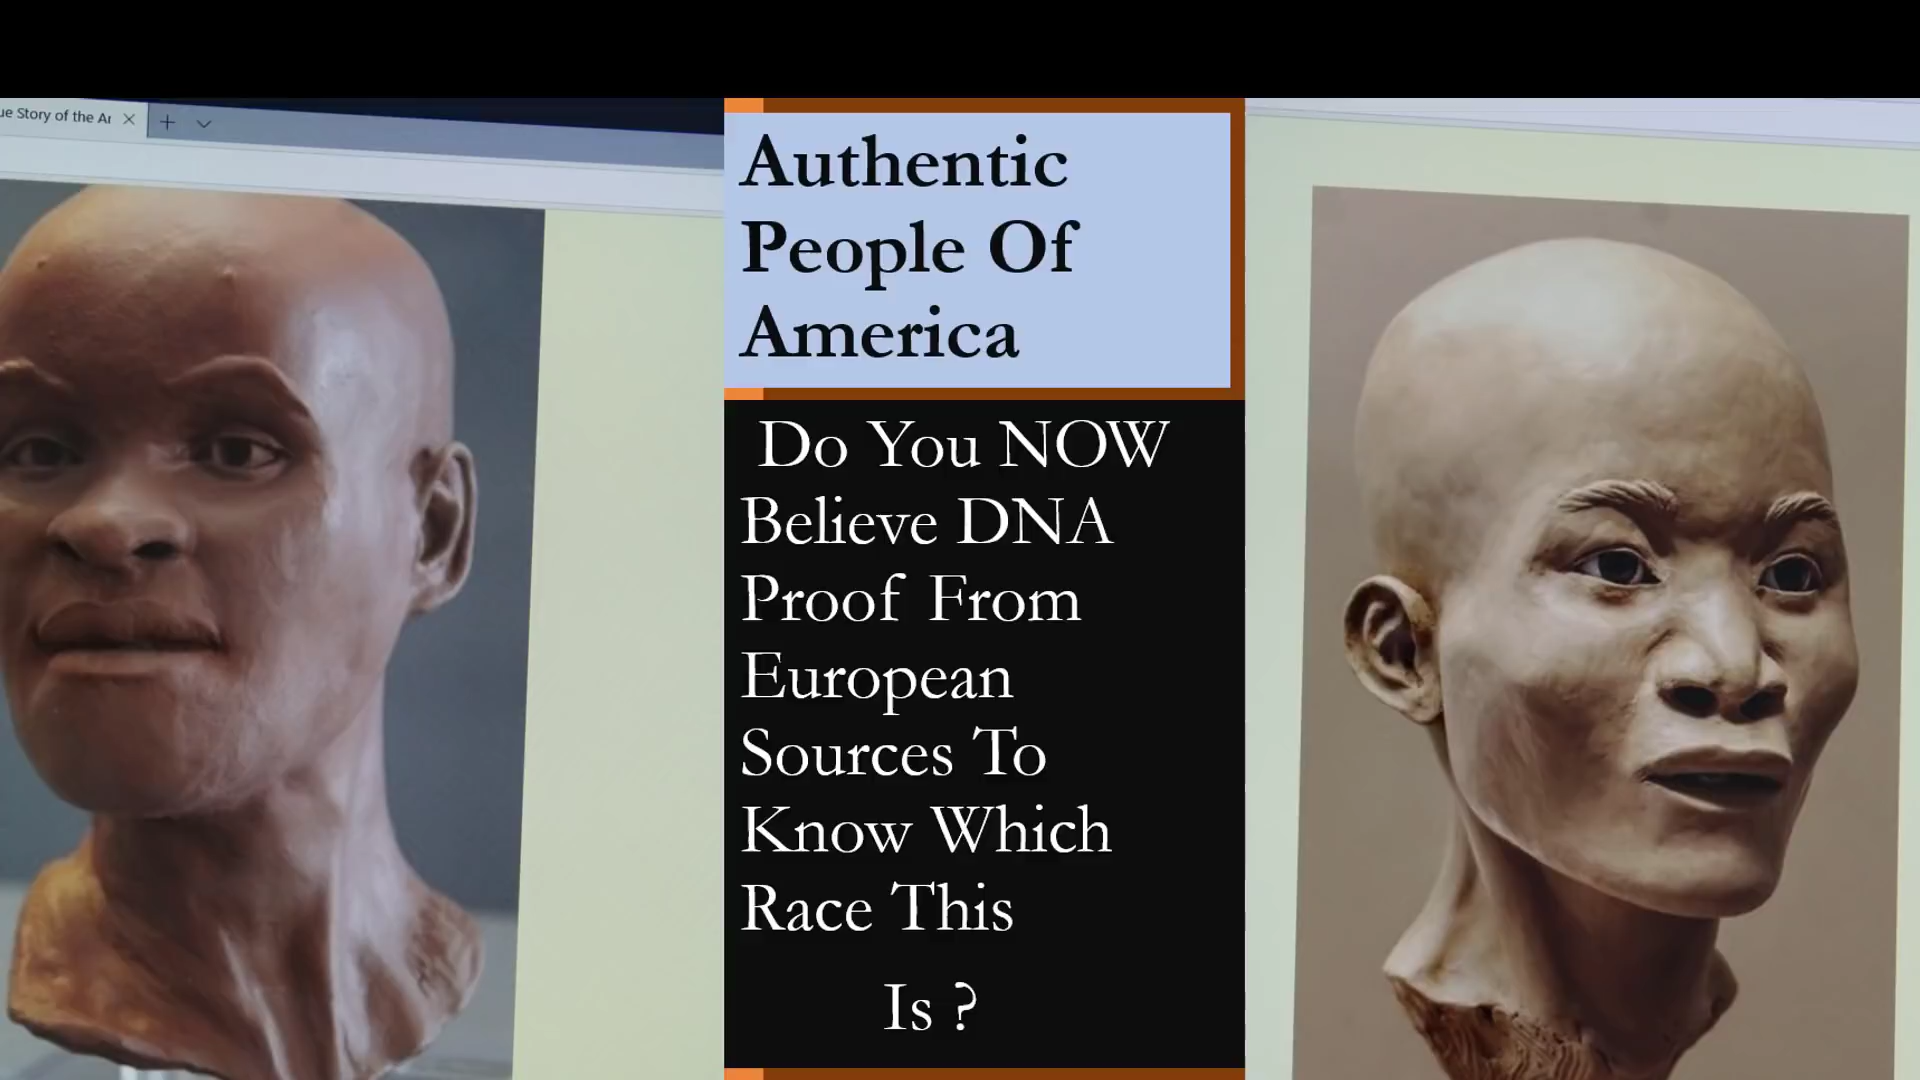 ue Story of the Ar
Authentic
People Of
America
Do You NOW
Believe DNA
Proof From
European
Sources To
Know Which
Race This
Is ?